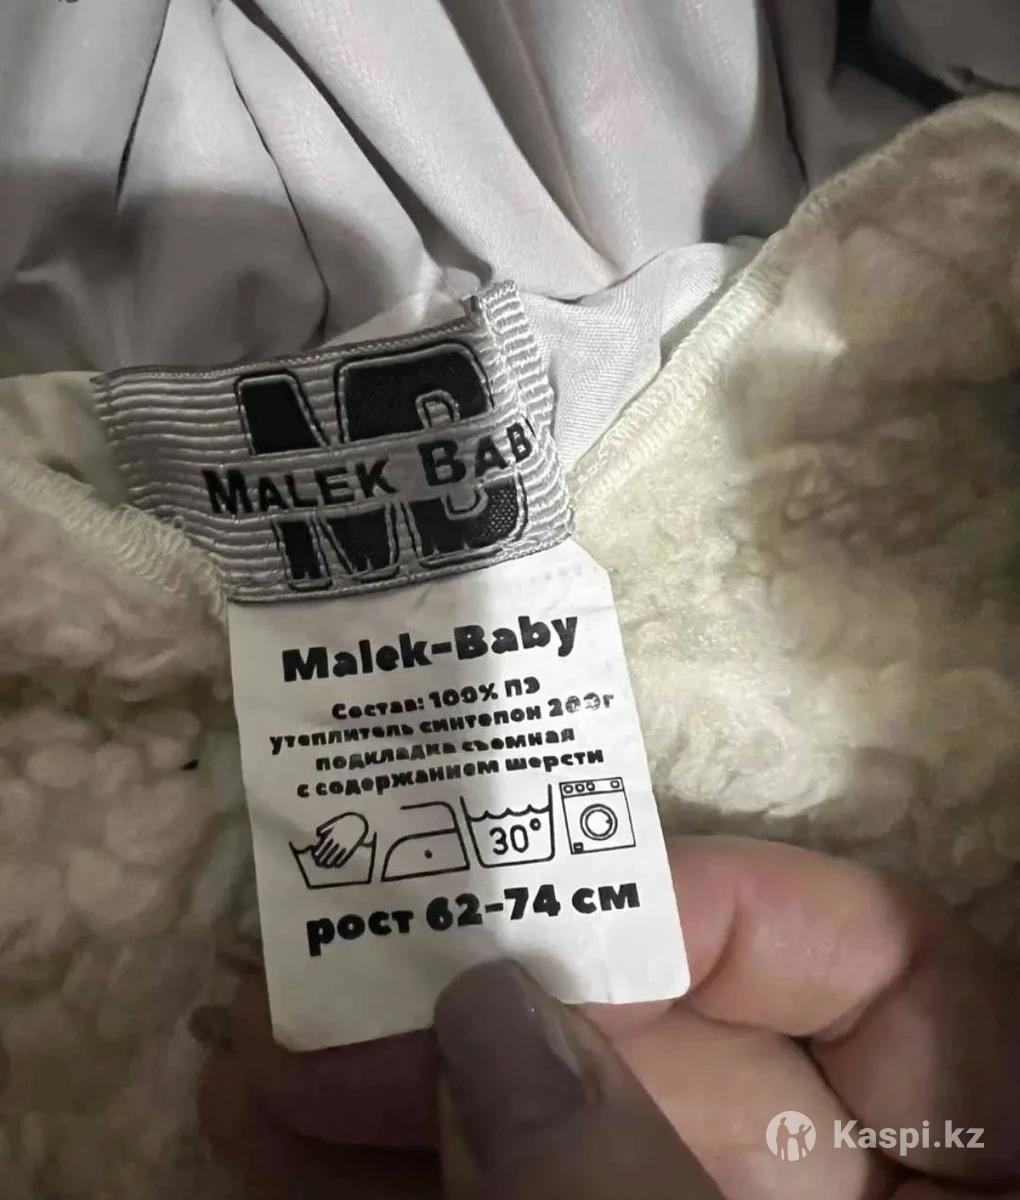 MALEK BAB
Malek-Baby
Состав: 100% ПЭ
утеплитель синтепон 200г
подкладка съемная
с содержанием шерсти
30°
рост 62-74 см
Kaspi.kz